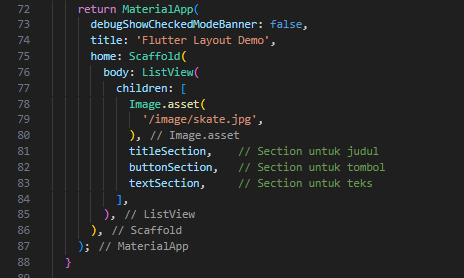 72 return MaterialApp(
73 debugShowCheckedModeBanner: false,
74 title: 'Flutter Layout Demo',
75 home: Scaffold(
76 body: ListView(
77 children: [
78 Image.asset(
79 '/image/skate.jpg',
80 ), // Image.asset
81 titleSection, // Section untuk judul
82 buttonSection, // Section untuk tombol
83 textSection, // Section untuk teks
84 ],
85 ), // ListView
86 ), // Scaffold
87 ); // MaterialApp
88 }